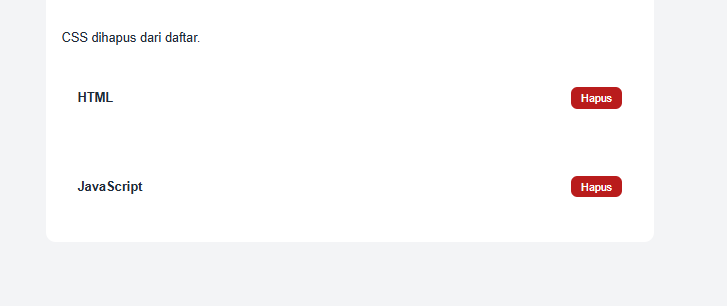 CSS dihapus dari daftar.
HTML Hapus
JavaScript Hapus